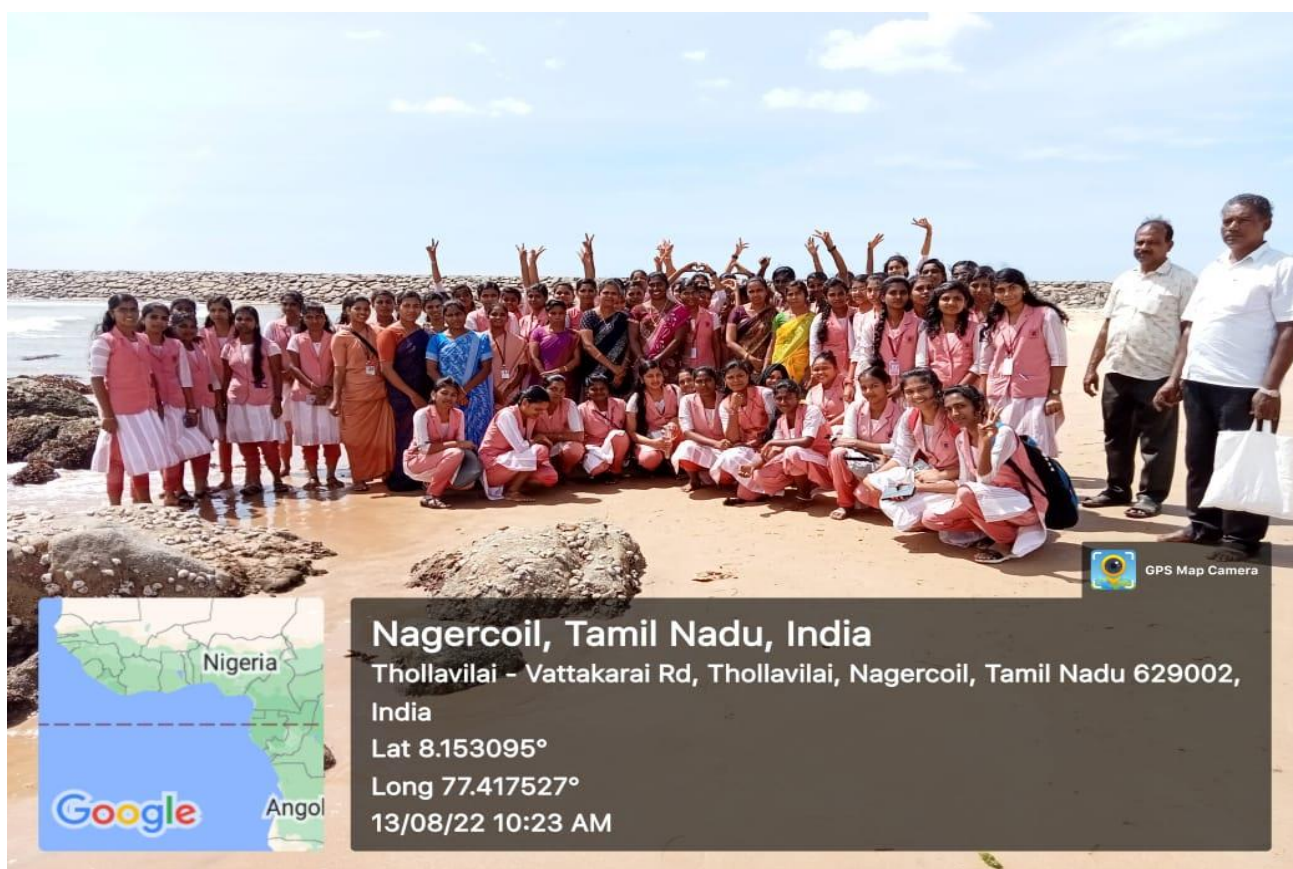 GPS Map Camera
Nigeria
Angol
Google
Nagercoil, Tamil Nadu, India
Thollavilai - Vattakarai Rd, Thollavilai, Nagercoil, Tamil Nadu 629002,
India
Lat 8.153095°
Long 77.417527°
13/08/22 10:23 AM